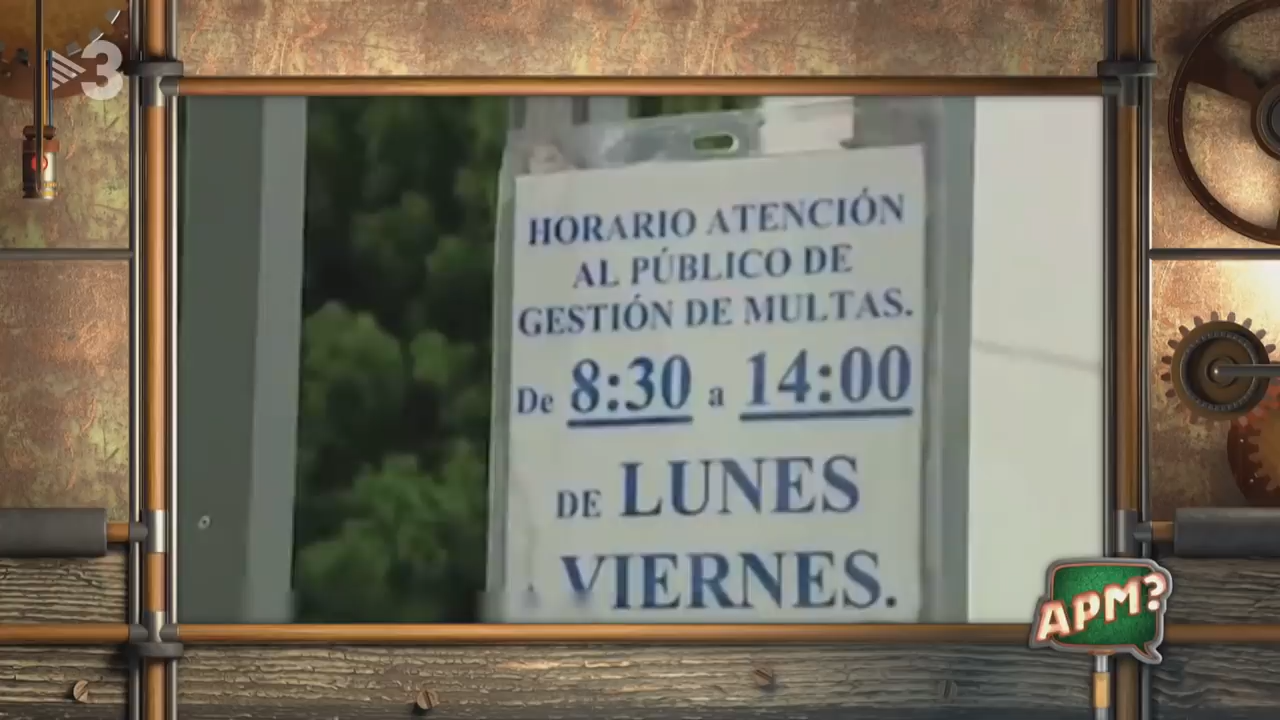 3
HORARIO ATENCIÓN
AL PÚBLICO DE
GESTIÓN DE MULTAS.
De 8:30 a 14:00
DE LUNES
A VIERNES.
APM?